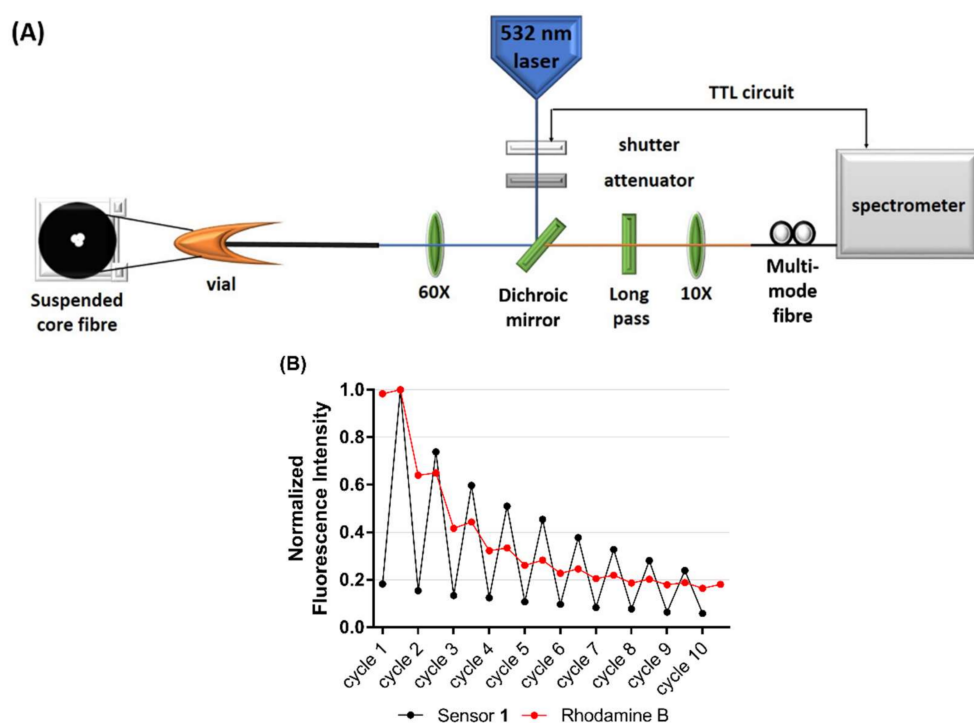 (A)
532 nm
laser
TTL circuit
shutter
attenuator
spectrometer
Suspended
core fibre
vial
60X
Dichroic
mirror
Long
pass
10X
Multi-
mode
fibre
(B)
Normalized
Fluorescence Intensity
1.0
0.8
0.6
0.4
0.2
0.0
cycle 1
cycle 2
cycle 3
cycle 4
cycle 5
cycle 6
cycle 7
cycle 8
cycle 9
cycle 10
Sensor 1 Rhodamine B